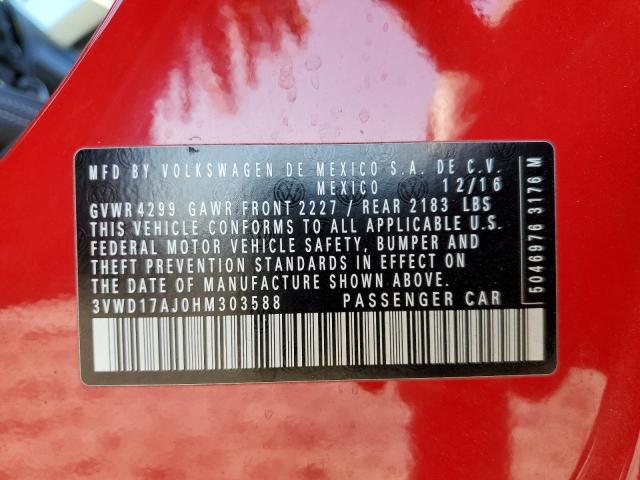 MFD BY VOLKSWAGEN DE MEXICO S.A. DE C.V.
MEXICO 12/16
GVWR 4299 GAWR FRONT 2227 / REAR 2183 LBS
THIS VEHICLE CONFORMS TO ALL APPLICABLE U.S.
FEDERAL MOTOR VEHICLE SAFETY, BUMPER AND
THEFT PREVENTION STANDARDS IN EFFECT ON
THE DATE OF MANUFACTURE SHOWN ABOVE.
3VWD17AJ0HM303588 PASSENGER CAR
5046976 3176 M